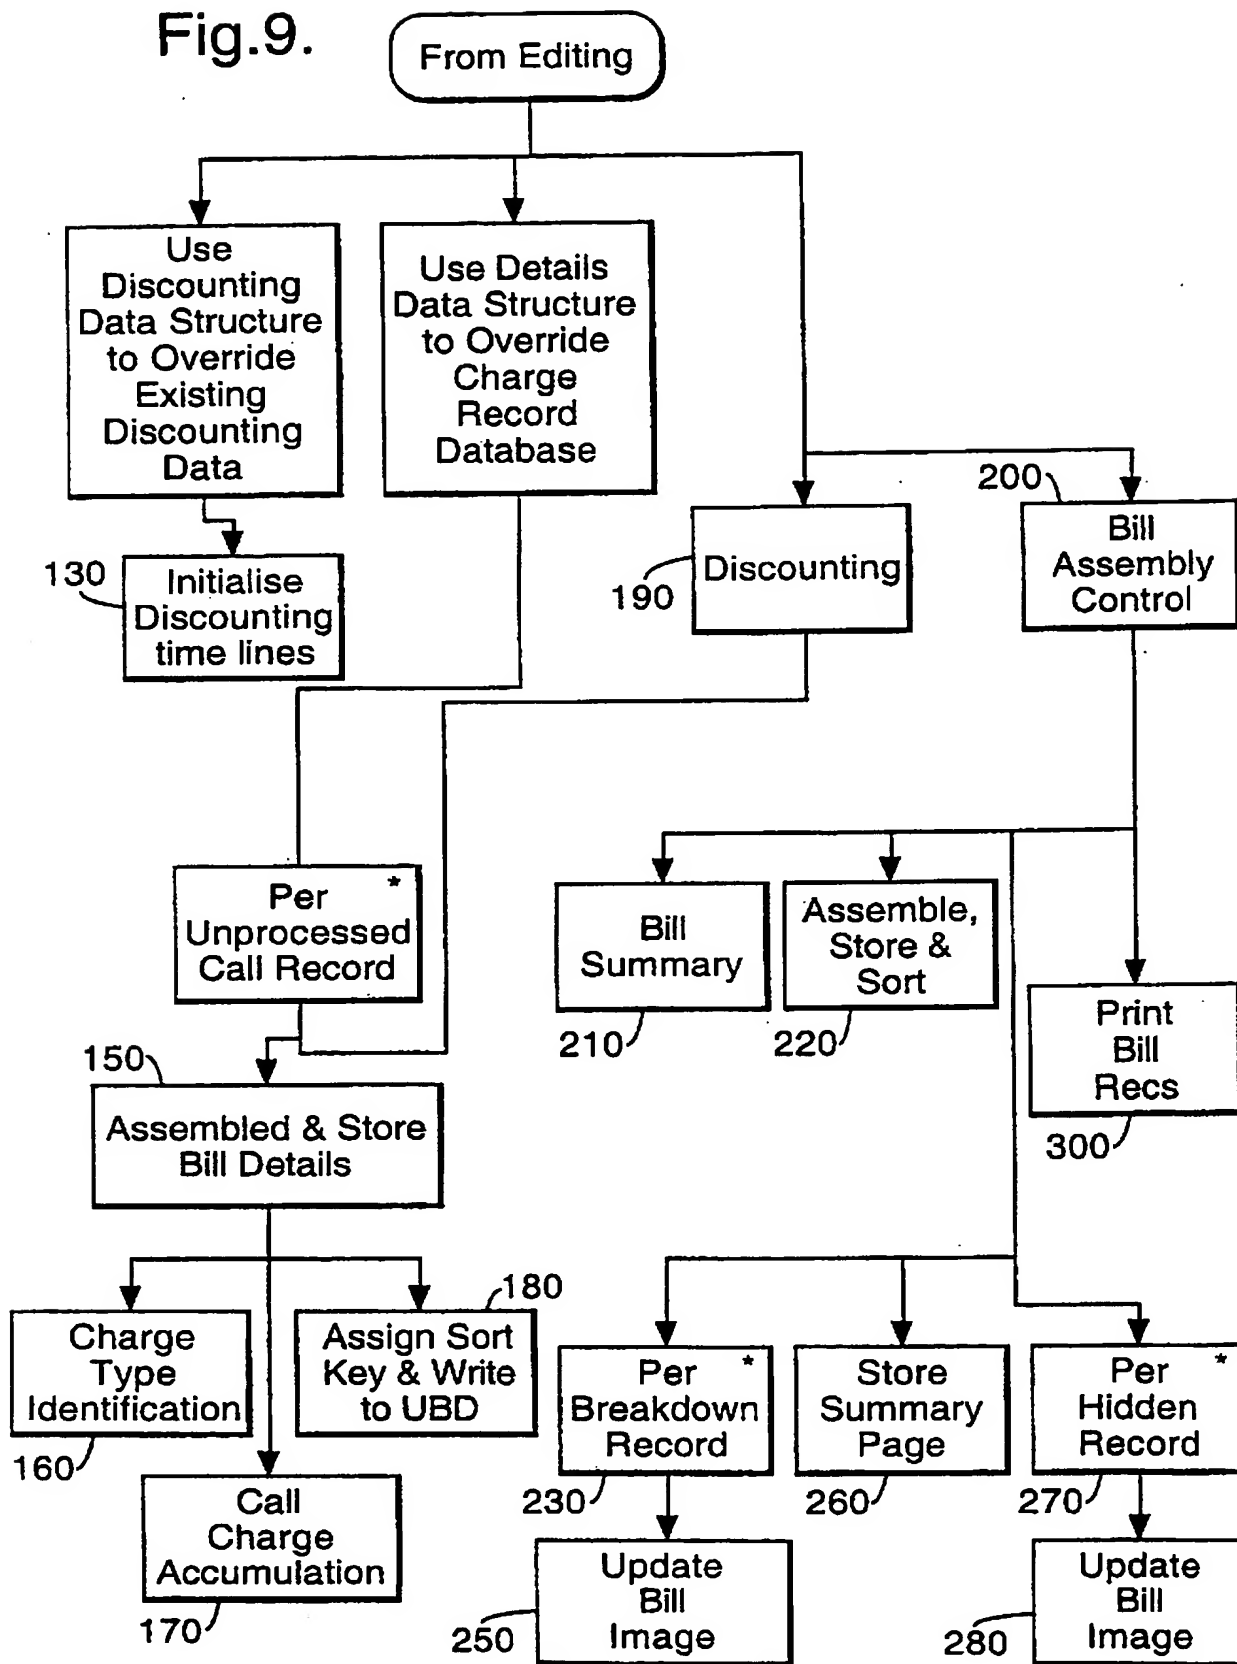 Fig.9.
From Editing
Use
Discounting
Data Structure
to Override
Existing
Discounting
Data
Use Details
Data Structure
to Override
Charge
Record
Database
130
Initialise
Discounting
time lines
190
Discounting
200
Bill
Assembly
Control
Per *
Unprocessed
Call Record
Bill
Summary
210
Assemble,
Store &
Sort
220
Print
Bill
Recs
300
150
Assembled & Store
Bill Details
Charge
Type
Identification
160
180
Assign Sort
Key & Write
to UBD
Call
Charge
Accumulation
170
Per *
Breakdown
Record
230
Store
Summary
Page
260
Per *
Hidden
Record
270
Update
Bill
Image
250
Update
Bill
Image
280